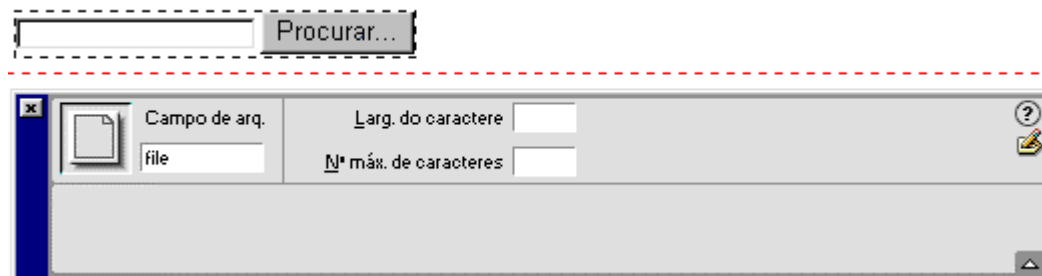 Procurar...
Campo de arq.
Larg. do caractere
file
Nº máx. de caracteres